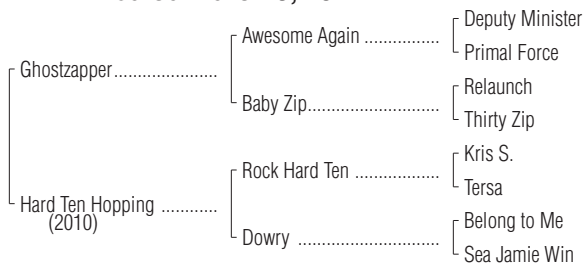 Deputy Minister
Awesome Again ................
Primal Force
Ghostzapper......................
Relaunch
Baby Zip............................
Thirty Zip
Kris S.
Rock Hard Ten ..................
Tersa
Hard Ten Hopping ............
(2010)
Belong to Me
Dowry ..............................
Sea Jamie Win